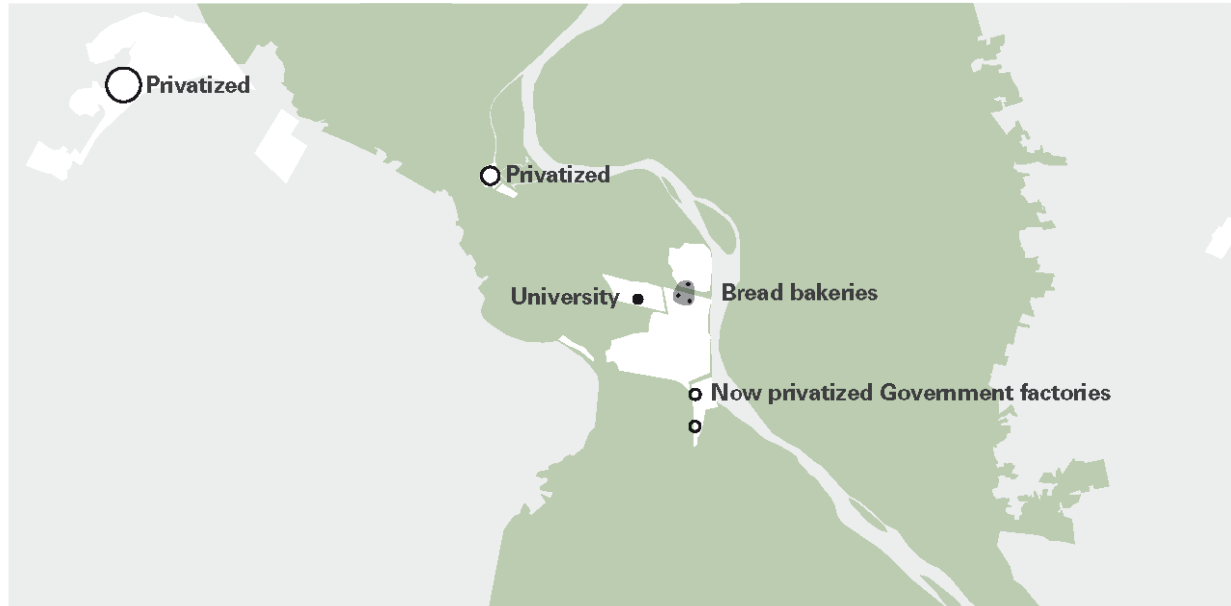 Privatized
Privatized
University
Bread bakeries
Now privatized Government factories